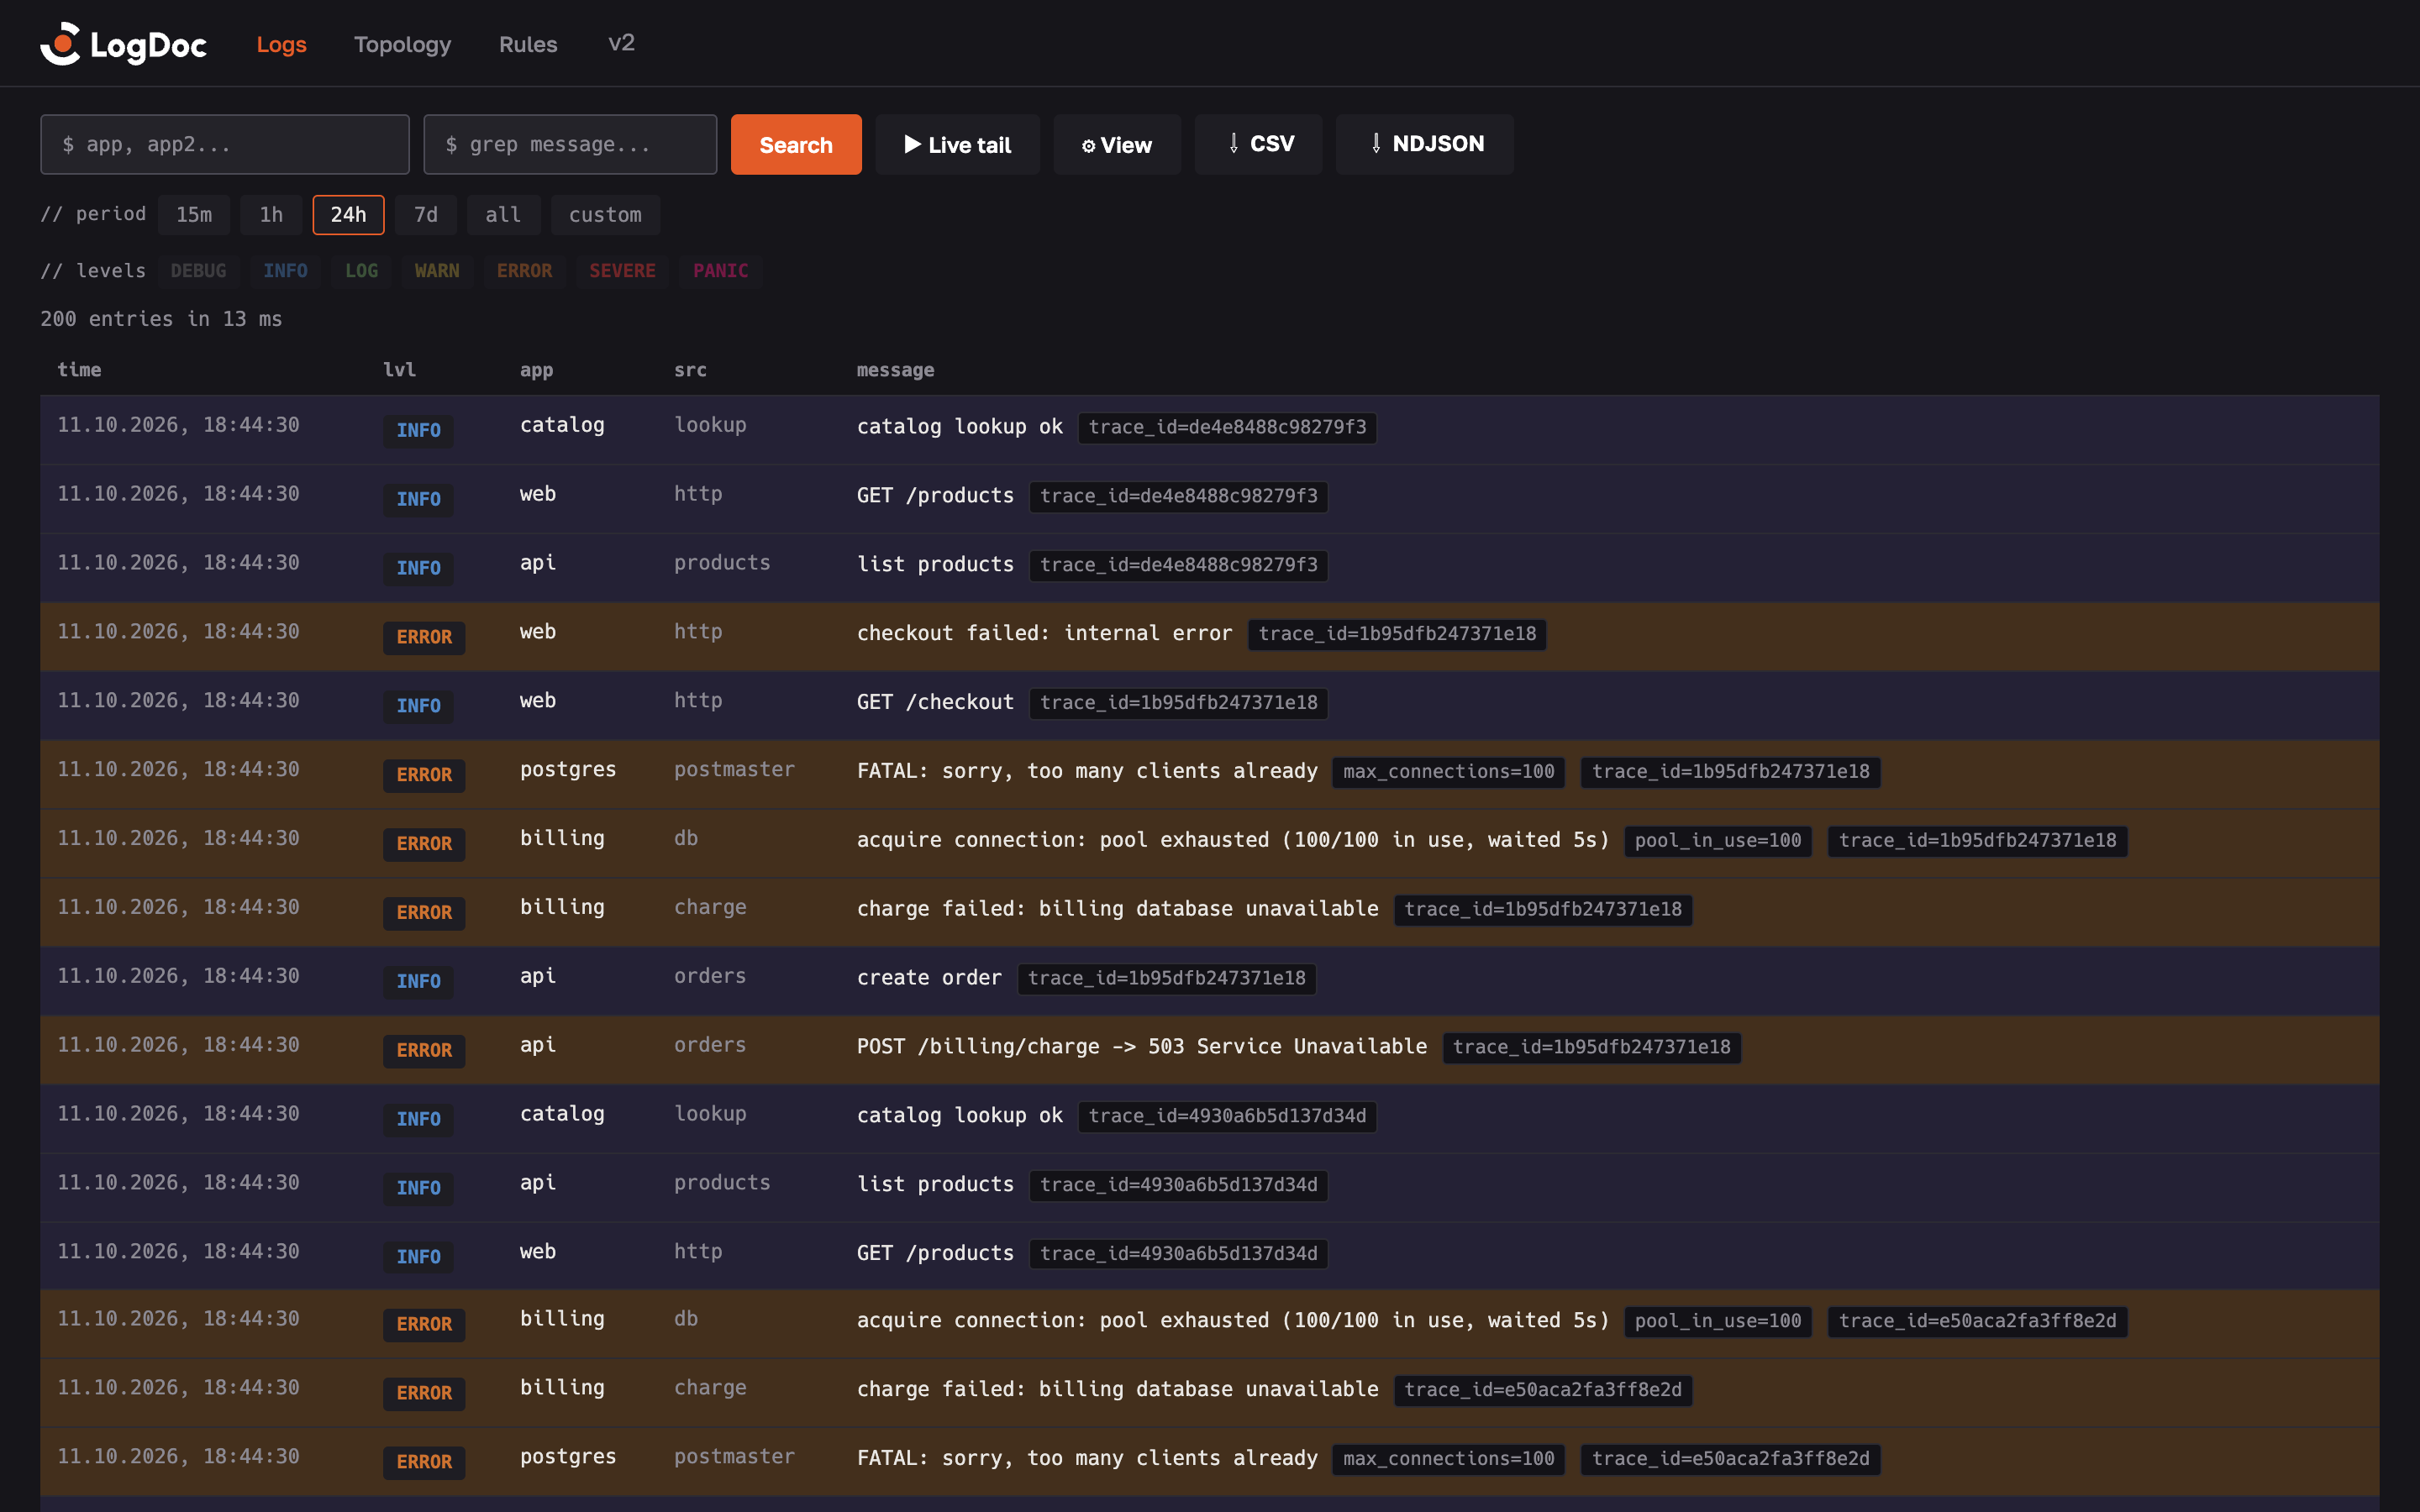 LogDoc Logs Topology Rules v2
$ app, app2... $ grep message... Search ▶ Live tail ⚙ View ⭳ CSV ⭳ NDJSON
// period 15m 1h 24h 7d all custom
// levels DEBUG INFO LOG WARN ERROR SEVERE PANIC
200 entries in 13 ms
time lvl app src message
11.10.2026, 18:44:30 INFO catalog lookup catalog lookup ok trace_id=de4e8488c98279f3
11.10.2026, 18:44:30 INFO web http GET /products trace_id=de4e8488c98279f3
11.10.2026, 18:44:30 INFO api products list products trace_id=de4e8488c98279f3
11.10.2026, 18:44:30 ERROR web http checkout failed: internal error trace_id=1b95dfb247371e18
11.10.2026, 18:44:30 INFO web http GET /checkout trace_id=1b95dfb247371e18
11.10.2026, 18:44:30 ERROR postgres postmaster FATAL: sorry, too many clients already max_connections=100 trace_id=1b95dfb247371e18
11.10.2026, 18:44:30 ERROR billing db acquire connection: pool exhausted (100/100 in use, waited 5s) pool_in_use=100 trace_id=1b95dfb247371e18
11.10.2026, 18:44:30 ERROR billing charge charge failed: billing database unavailable trace_id=1b95dfb247371e18
11.10.2026, 18:44:30 INFO api orders create order trace_id=1b95dfb247371e18
11.10.2026, 18:44:30 ERROR api orders POST /billing/charge -> 503 Service Unavailable trace_id=1b95dfb247371e18
11.10.2026, 18:44:30 INFO catalog lookup catalog lookup ok trace_id=4930a6b5d137d34d
11.10.2026, 18:44:30 INFO api products list products trace_id=4930a6b5d137d34d
11.10.2026, 18:44:30 INFO web http GET /products trace_id=4930a6b5d137d34d
11.10.2026, 18:44:30 ERROR billing db acquire connection: pool exhausted (100/100 in use, waited 5s) pool_in_use=100 trace_id=e50aca2fa3ff8e2d
11.10.2026, 18:44:30 ERROR billing charge charge failed: billing database unavailable trace_id=e50aca2fa3ff8e2d
11.10.2026, 18:44:30 ERROR postgres postmaster FATAL: sorry, too many clients already max_connections=100 trace_id=e50aca2fa3ff8e2d